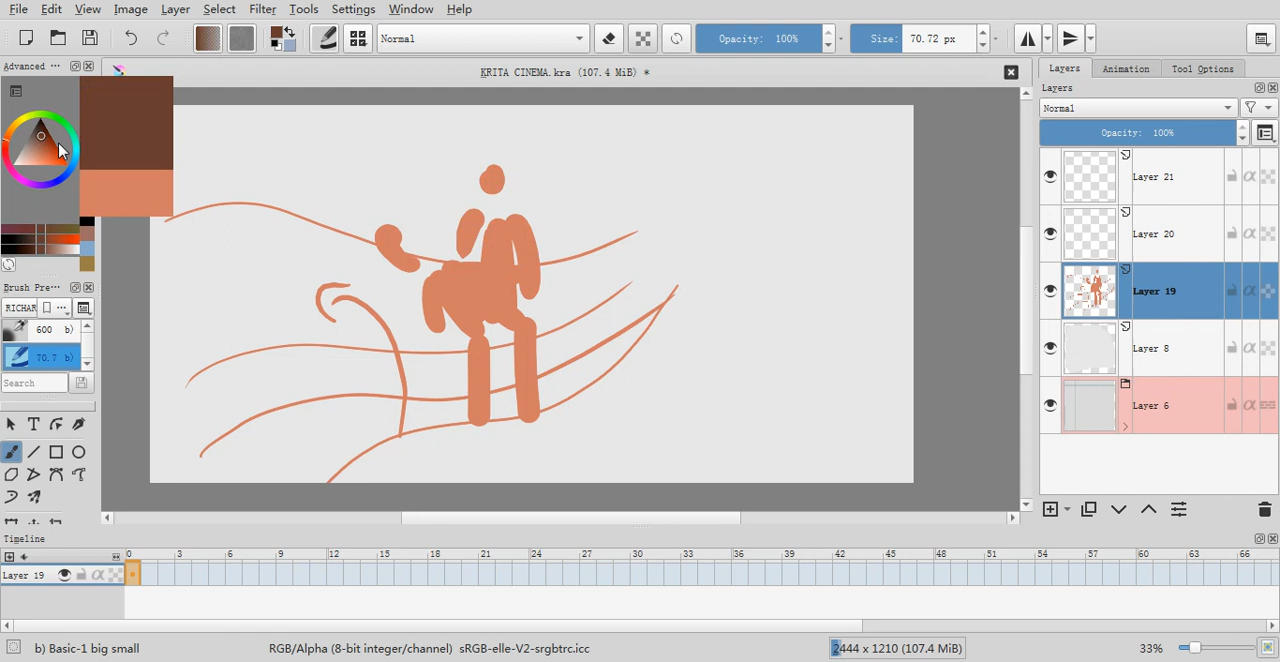 File Edit View Image Layer Select Filter Tools Settings Window Help
Normal Opacity: 100% Size: 70.72 px
Advanced ··· KRITA CINEMA.kra (107.4 MiB) * Layers Animation Tool Options
Layers
Normal
Opacity: 100%
Layer 21
Layer 20
Layer 19
Layer 8
Layer 6
Brush Pre···
RICHAR ···
600 b)
70.7 b)
Search
Timeline
0 3 6 9 12 15 18 21 24 27 30 33 36 39 42 45 48 51 54 57 60 63 66
Layer 19
b) Basic-1 big small RGB/Alpha (8-bit integer/channel) sRGB-elle-V2-srgbtrc.icc 2444 x 1210 (107.4 MiB) 33%